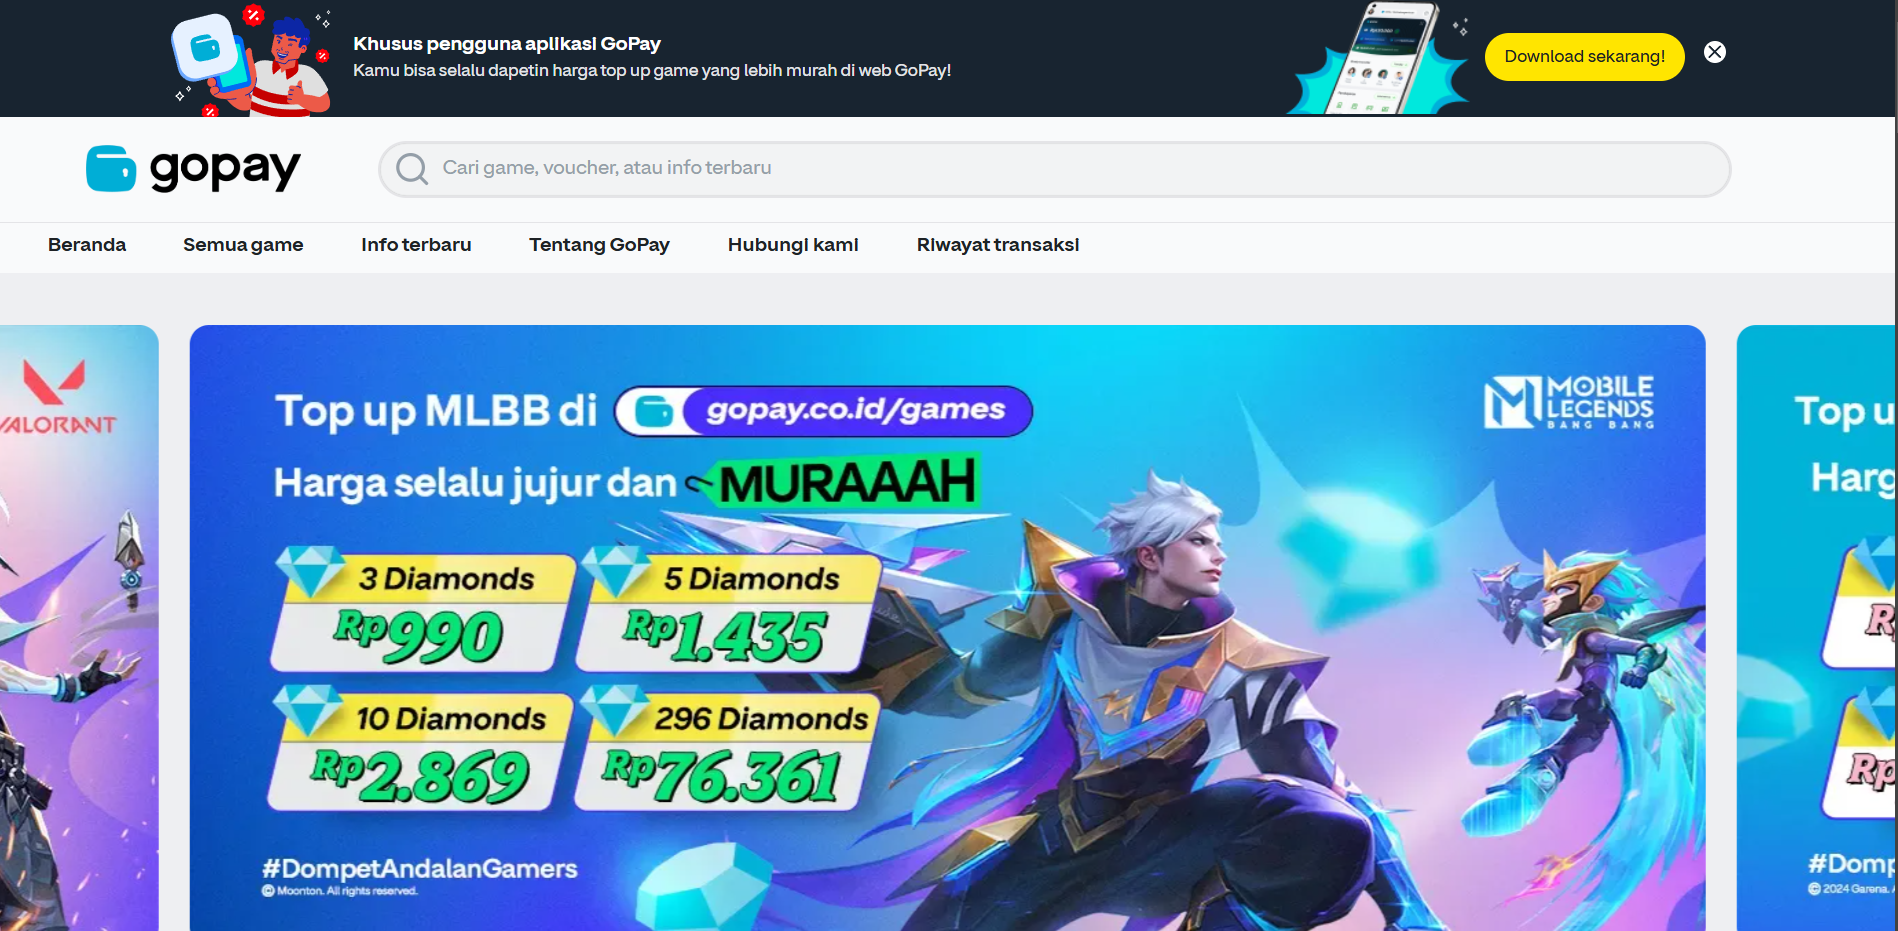 Khusus pengguna aplikasi GoPay
Kamu bisa selalu dapetin harga top up game yang lebih murah di web GoPay!
Download sekarang!
gopay
Cari game, voucher, atau info terbaru
Beranda
Semua game
Info terbaru
Tentang GoPay
Hubungi kami
Riwayat transaksi
VALORANT
Top up MLBB di
gopay.co.id/games
Harga selalu jujur dan MURAAAH
MOBILE
LEGENDS
BANG BANG
3 Diamonds
Rp990
5 Diamonds
Rp1.435
10 Diamonds
Rp2.869
296 Diamonds
Rp76.361
#DompetAndalanGamers
© Moonton. All rights reserved.
Top u
Harg
Rp
#Domp
© 2024 Garena.